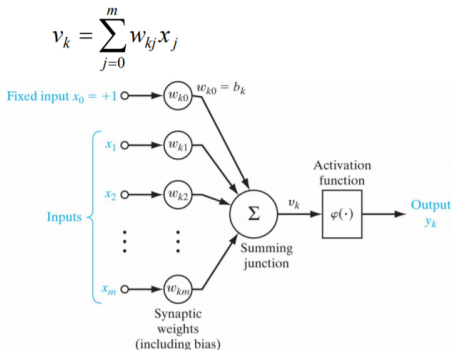 v_k = \sum_{j=0}^{m} w_{kj} x_j
Fixed input x_0 = +1
w_{k0}
w_{k0} = b_k
x_1
w_{k1}
Activation
function
x_2
w_{k2}
Inputs
Σ
v_k
φ(·)
Output
y_k
⋮
⋮
Summing
junction
x_m
w_{km}
Synaptic
weights
(including bias)